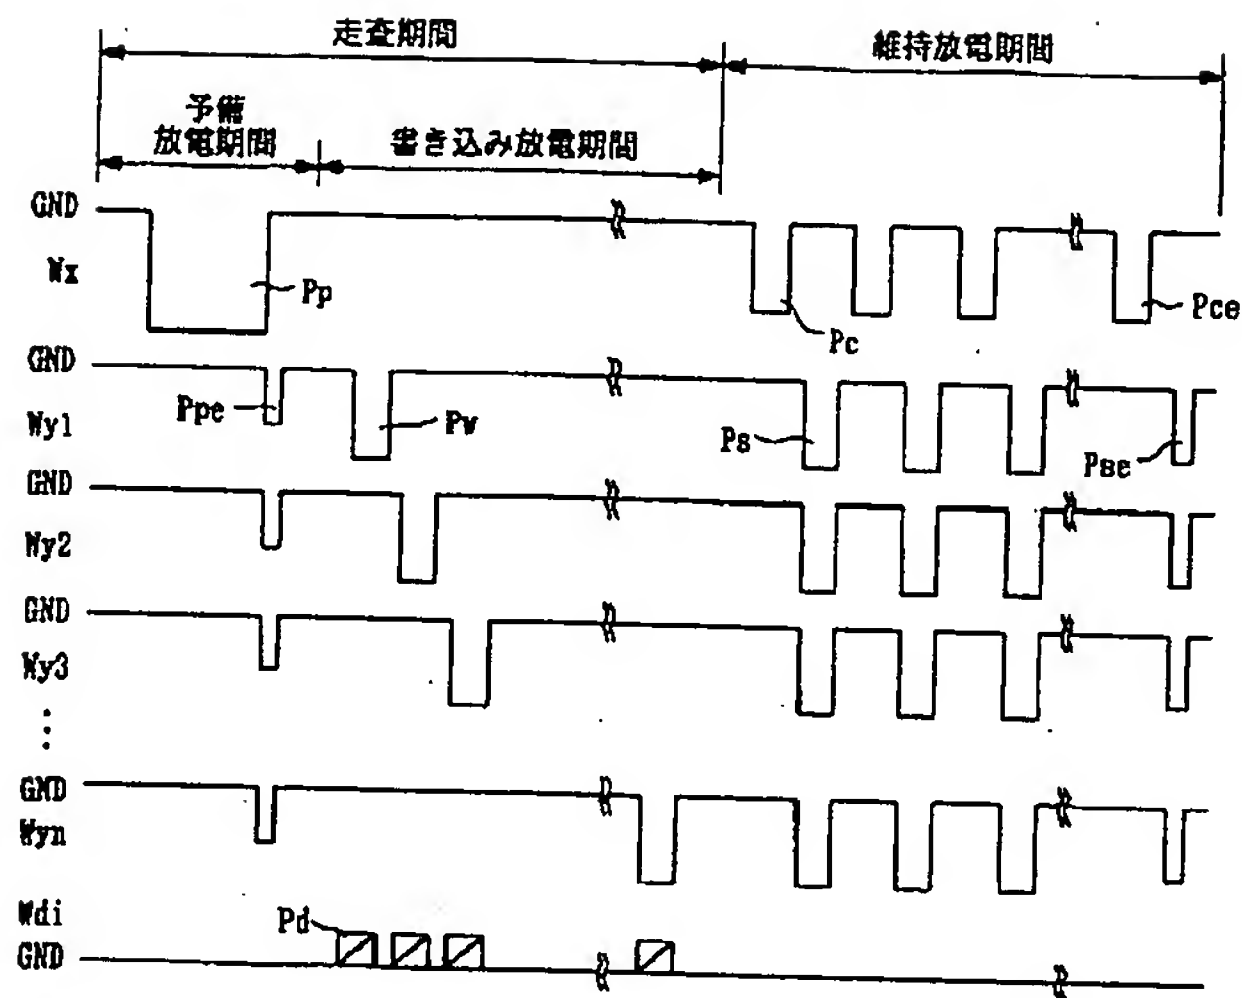 走査期間
維持放電期間
予備
放電期間
書き込み放電期間
GND
Wx
Pp
Pc
Pce
GND
Wy1
Ppe
Pw
Ps
Pse
GND
Wy2
GND
Wy3
GND
Wyn
Wdi
Pd
GND